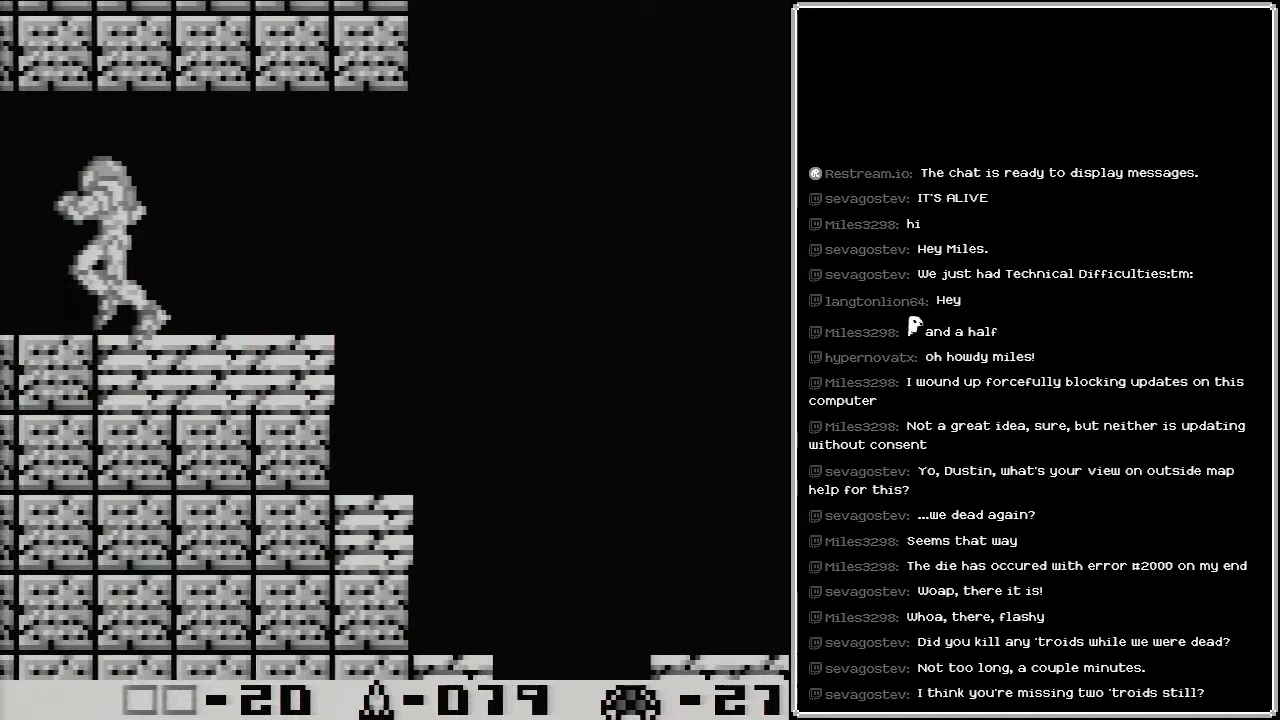 Restream.io: The chat is ready to display messages.
sevagostev: IT'S ALIVE
Miles3298: hi
sevagostev: Hey Miles.
sevagostev: We just had Technical Difficulties:tm:
langtonlion64: Hey
Miles3298: and a half
hypernovatx: oh howdy miles!
Miles3298: I wound up forcefully blocking updates on this
computer
Miles3298: Not a great idea, sure, but neither is updating
without consent
sevagostev: Yo, Dustin, what's your view on outside map
help for this?
sevagostev: ...we dead again?
Miles3298: Seems that way
Miles3298: The die has occured with error #2000 on my end
sevagostev: Woap, there it is!
Miles3298: Whoa, there, flashy
sevagostev: Did you kill any 'troids while we were dead?
sevagostev: Not too long, a couple minutes.
sevagostev: I think you're missing two 'troids still?
-20 -079 -27